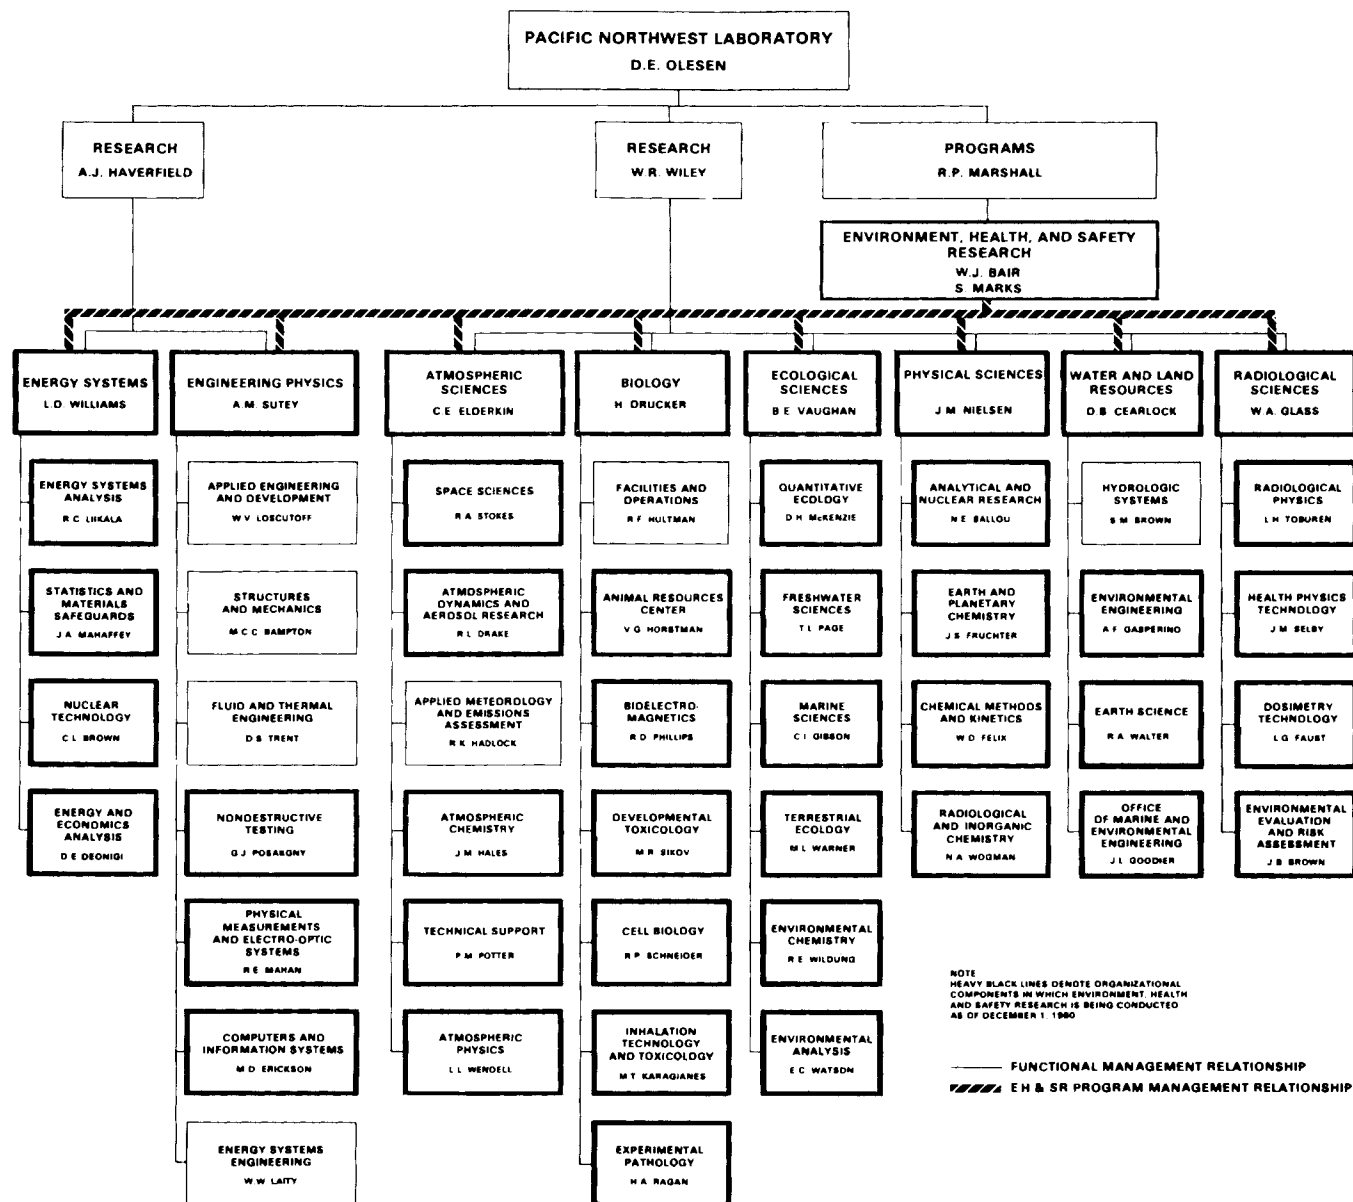 PACIFIC NORTHWEST LABORATORY
D.E. OLESEN
RESEARCH
A.J. HAVERFIELD
RESEARCH
W.R. WILEY
PROGRAMS
R.P. MARSHALL
ENVIRONMENT, HEALTH, AND SAFETY
RESEARCH
W.J. BAIR
S. MARKS
ENERGY SYSTEMS
L.D. WILLIAMS
ENGINEERING PHYSICS
A.M. SUTEY
ATMOSPHERIC
SCIENCES
C.E. ELDERKIN
BIOLOGY
H. DRUCKER
ECOLOGICAL
SCIENCES
B.E. VAUGHAN
PHYSICAL SCIENCES
J.M. NIELSEN
WATER AND LAND
RESOURCES
D.B. CEARLOCK
RADIOLOGICAL
SCIENCES
W.A. GLASS
ENERGY SYSTEMS
ANALYSIS
R.C. LIIKALA
STATISTICS AND
MATERIALS
SAFEGUARDS
J.A. MAHAFFEY
NUCLEAR
TECHNOLOGY
C.L. BROWN
ENERGY AND
ECONOMICS
ANALYSIS
D.E. DEONIGI
APPLIED ENGINEERING
AND DEVELOPMENT
W.V. LOSCUTOFF
STRUCTURES
AND MECHANICS
M.C.C. BAMPTON
FLUID AND THERMAL
ENGINEERING
D.S. TRENT
NONDESTRUCTIVE
TESTING
G.J. POSAKONY
PHYSICAL
MEASUREMENTS
AND ELECTRO-OPTIC
SYSTEMS
R.E. MAHAN
COMPUTERS AND
INFORMATION SYSTEMS
M.D. ERICKSON
ENERGY SYSTEMS
ENGINEERING
W.W. LAITY
SPACE SCIENCES
R.A. STOKES
ATMOSPHERIC
DYNAMICS AND
AEROSOL RESEARCH
R.L. DRAKE
APPLIED METEOROLOGY
AND EMISSIONS
ASSESSMENT
R.K. HADLOCK
ATMOSPHERIC
CHEMISTRY
J.M. HALES
TECHNICAL SUPPORT
P.M. POTTER
ATMOSPHERIC
PHYSICS
L.L. WENDELL
FACILITIES AND
OPERATIONS
R.F. HULTMAN
ANIMAL RESOURCES
CENTER
V.G. HORSTMAN
BIOELECTRO-
MAGNETICS
R.D. PHILLIPS
DEVELOPMENTAL
TOXICOLOGY
M.R. SIKOV
CELL BIOLOGY
R.P. SCHNEIDER
INHALATION
TECHNOLOGY
AND TOXICOLOGY
M.T. KARAGIANES
EXPERIMENTAL
PATHOLOGY
H.A. RAGAN
QUANTITATIVE
ECOLOGY
D.H. McKENZIE
FRESHWATER
SCIENCES
T.L. PAGE
MARINE
SCIENCES
C.I. GIBSON
TERRESTRIAL
ECOLOGY
M.L. WARNER
ENVIRONMENTAL
CHEMISTRY
R.E. WILDUNG
ENVIRONMENTAL
ANALYSIS
E.C. WATSON
ANALYTICAL AND
NUCLEAR RESEARCH
N.E. BALLOU
EARTH AND
PLANETARY
CHEMISTRY
J.S. FRUCHTER
CHEMICAL METHODS
AND KINETICS
W.D. FELIX
RADIOLOGICAL
AND INORGANIC
CHEMISTRY
N.A. WOGMAN
HYDROLOGIC
SYSTEMS
S.M. BROWN
ENVIRONMENTAL
ENGINEERING
A.F. GASPERINO
EARTH SCIENCE
R.A. WALTER
OFFICE
OF MARINE AND
ENVIRONMENTAL
ENGINEERING
J.L. GOODIER
RADIOLOGICAL
PHYSICS
L.H. TOBUREN
HEALTH PHYSICS
TECHNOLOGY
J.M. SELBY
DOSIMETRY
TECHNOLOGY
L.G. FAUST
ENVIRONMENTAL
EVALUATION
AND RISK
ASSESSMENT
J.B. BROWN
NOTE
HEAVY BLACK LINES DENOTE ORGANIZATIONAL
COMPONENTS IN WHICH ENVIRONMENT, HEALTH
AND SAFETY RESEARCH IS BEING CONDUCTED
AS OF DECEMBER 1, 1980
FUNCTIONAL MANAGEMENT RELATIONSHIP
EH & SR PROGRAM MANAGEMENT RELATIONSHIP